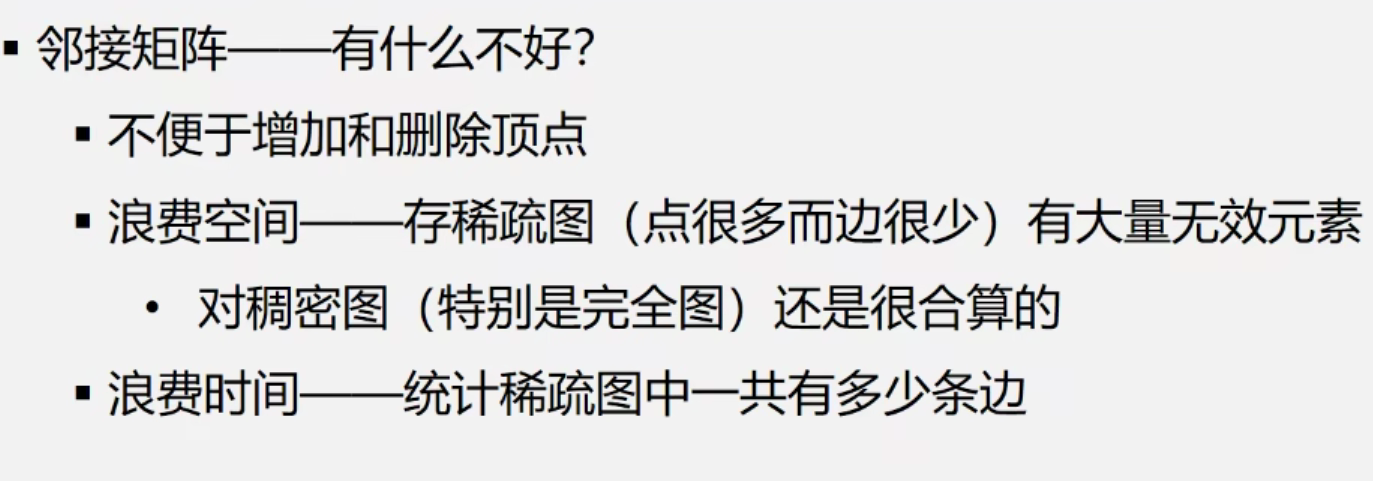 ▪ 邻接矩阵——有什么不好？
▪ 不便于增加和删除顶点
▪ 浪费空间——存稀疏图（点很多而边很少）有大量无效元素
• 对稠密图（特别是完全图）还是很合算的
▪ 浪费时间——统计稀疏图中一共有多少条边